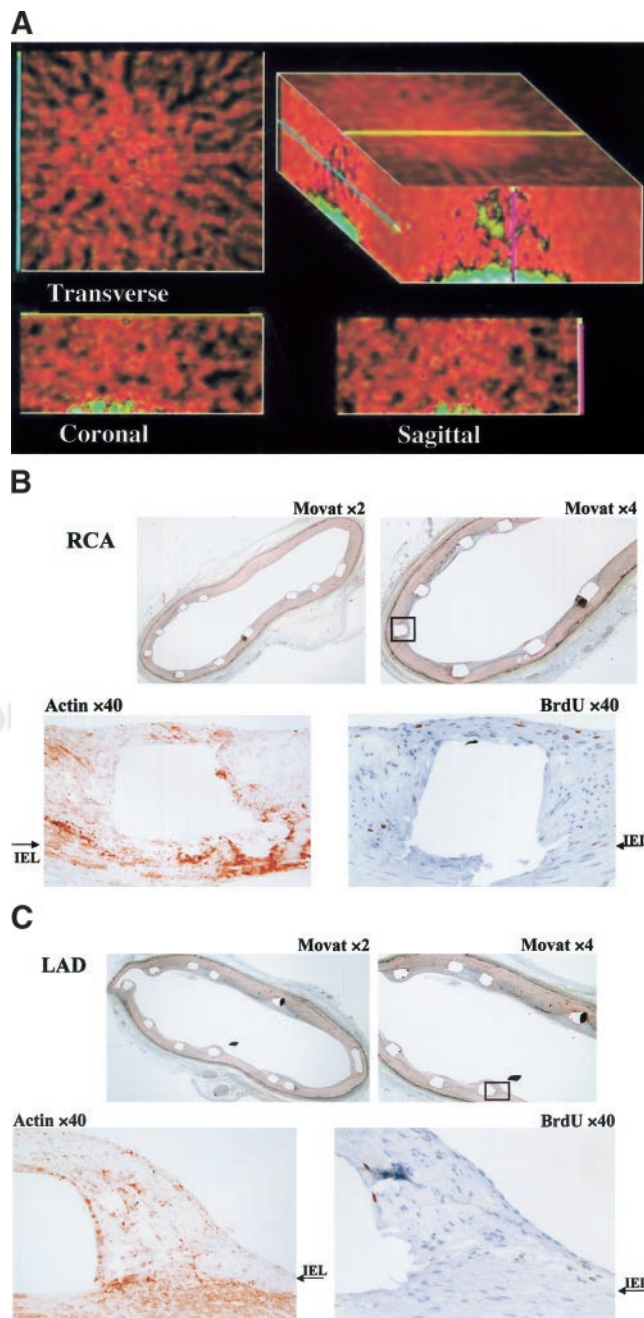 A
Transverse
Coronal
Sagittal
B
Movat ×2
Movat ×4
RCA
Actin ×40
BrdU ×40
IEL
IEL
C
Movat ×2
Movat ×4
LAD
Actin ×40
BrdU ×40
IEL
IEL